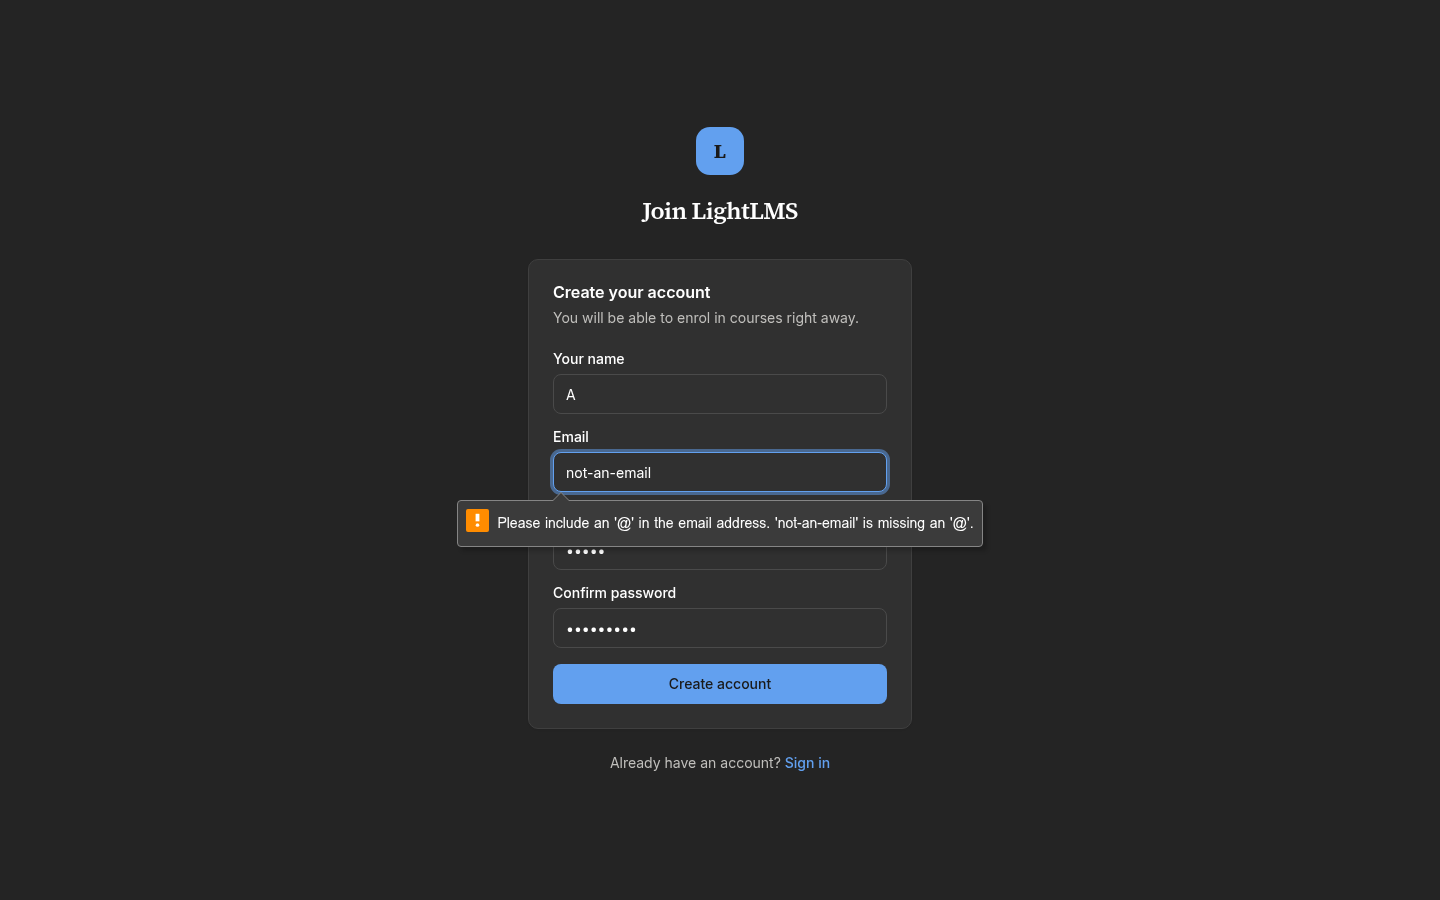 L
Join LightLMS
Create your account
You will be able to enrol in courses right away.
Your name
A
Email
not-an-email
Please include an '@' in the email address. 'not-an-email' is missing an '@'.
•••••
Confirm password
•••••••••
Create account
Already have an account? Sign in